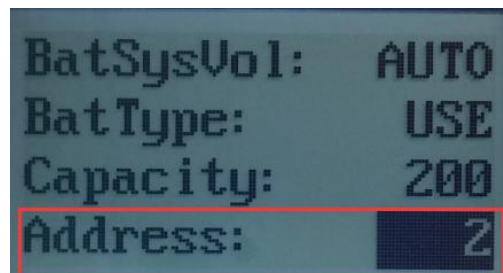 BatSysVol: AUTO
BatType: USE
Capacity: 200
Address: 2